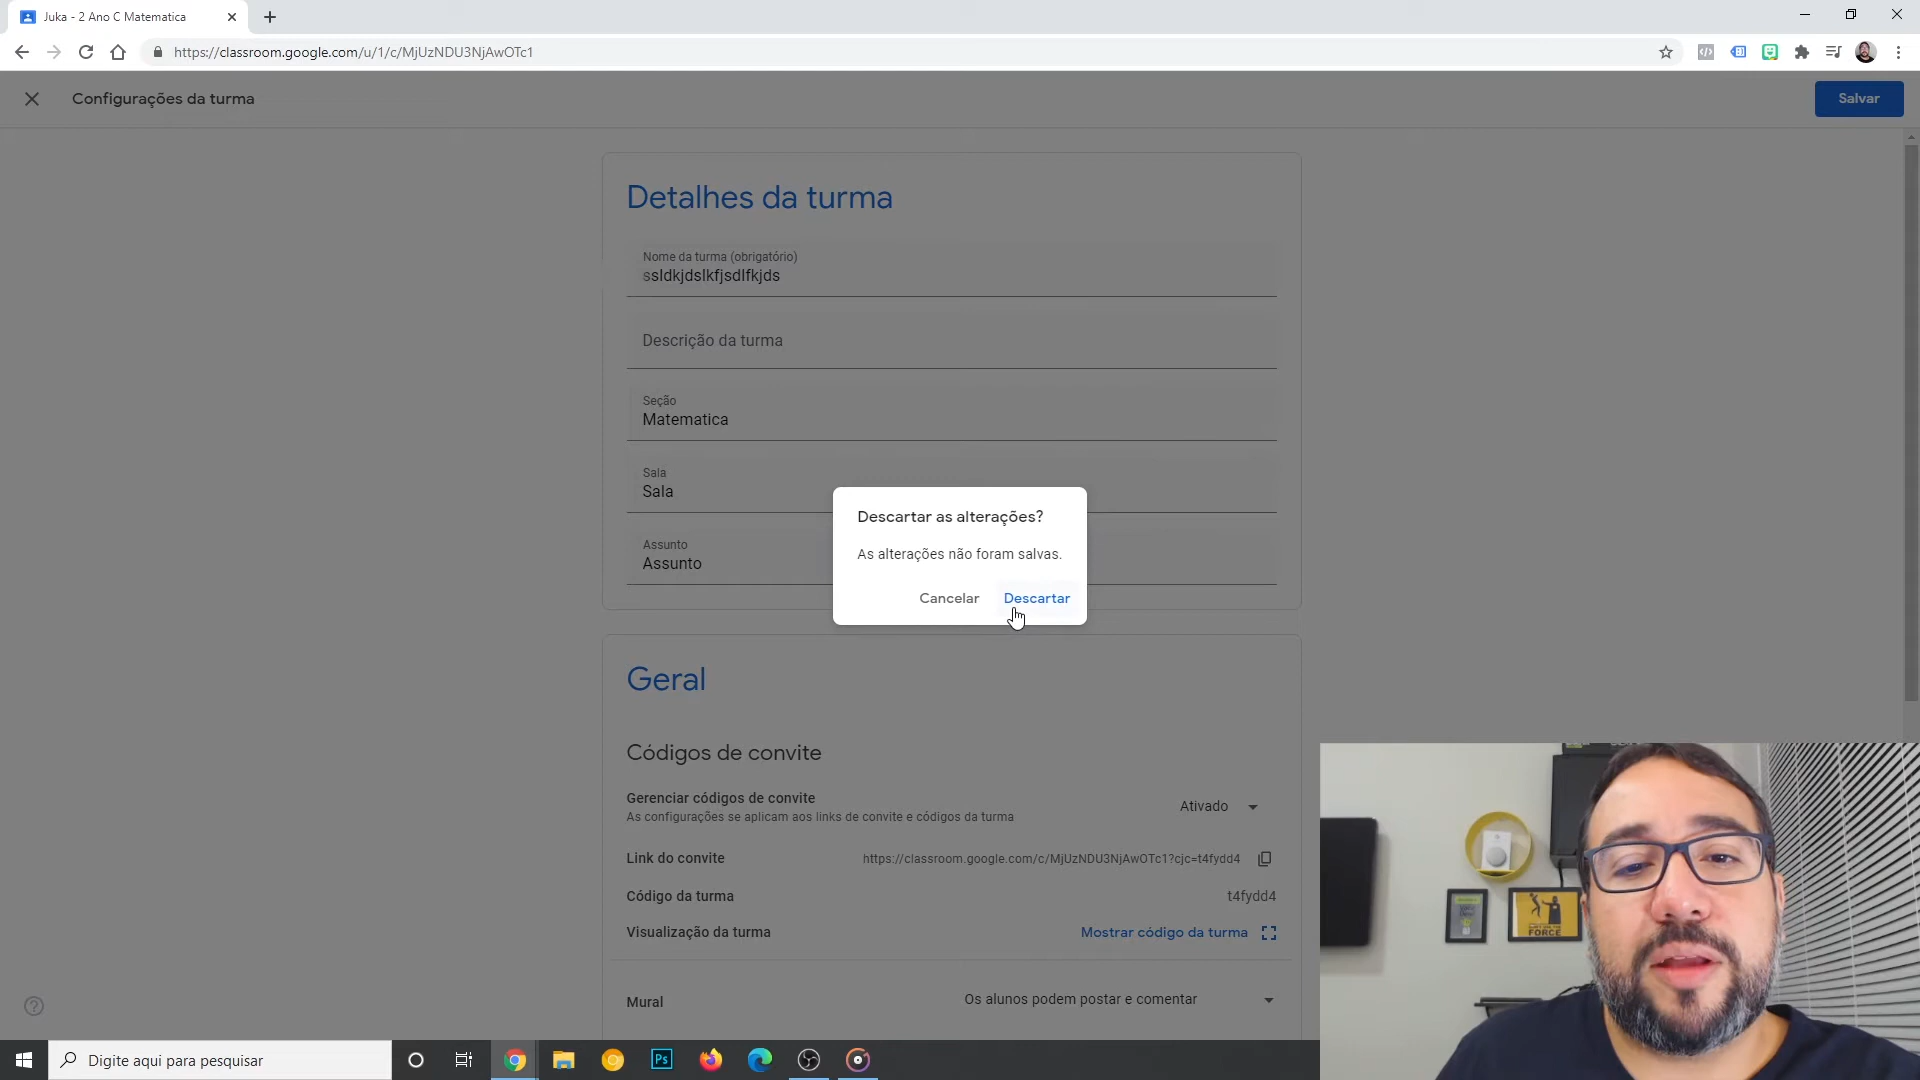 Juka - 2 Ano C Matematica
https://classroom.google.com/u/1/c/MjUzNDU3NjAwOTc1
Configurações da turma
Salvar
Detalhes da turma
Nome da turma (obrigatório)
ssldkjdslkfjsdlfkjds
Descrição da turma
Seção
Matematica
Sala
Sala
Assunto
Assunto
Descartar as alterações?
As alterações não foram salvas.
Cancelar Descartar
Geral
Códigos de convite
Gerenciar códigos de convite
As configurações se aplicam aos links de convite e códigos da turma
Ativado
Link do convite https://classroom.google.com/c/MjUzNDU3NjAwOTc1?cjc=t4fydd4
Código da turma t4fydd4
Visualização da turma Mostrar código da turma
Mural Os alunos podem postar e comentar
FORCE
Digite aqui para pesquisar
Ps